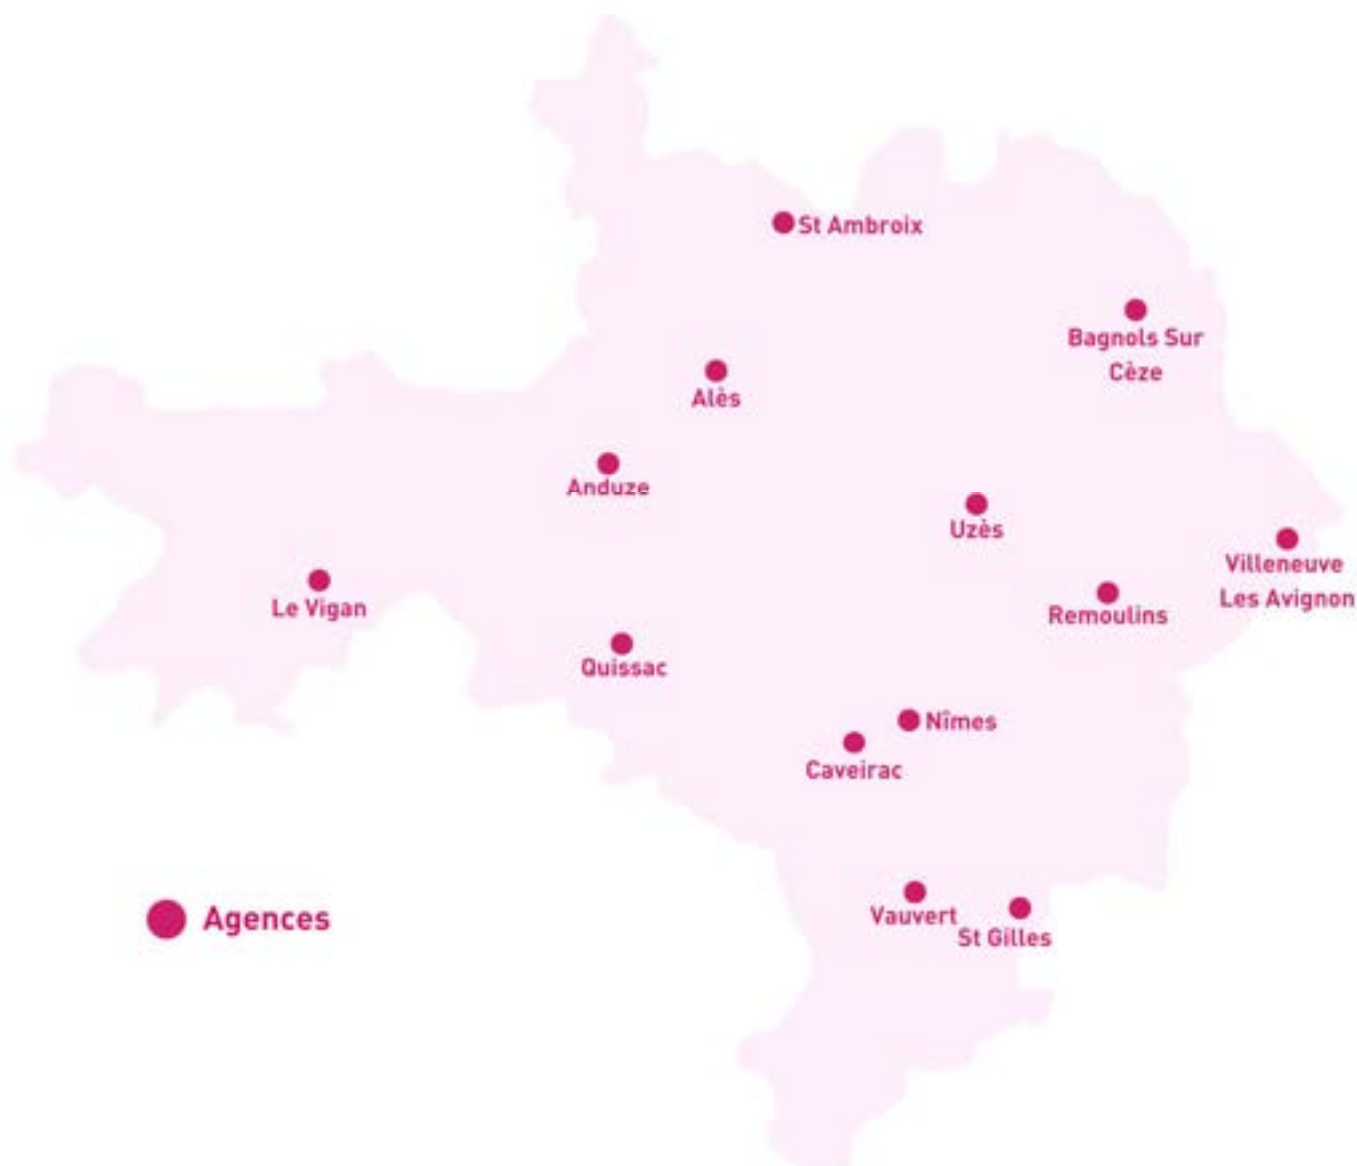 St Ambroix
Bagnols Sur
Cèze
Alès
Anduze
Uzès
Villeneuve
Les Avignon
Le Vigan
Remoulins
Quissac
Nîmes
Caveirac
Vauvert
St Gilles
Agences